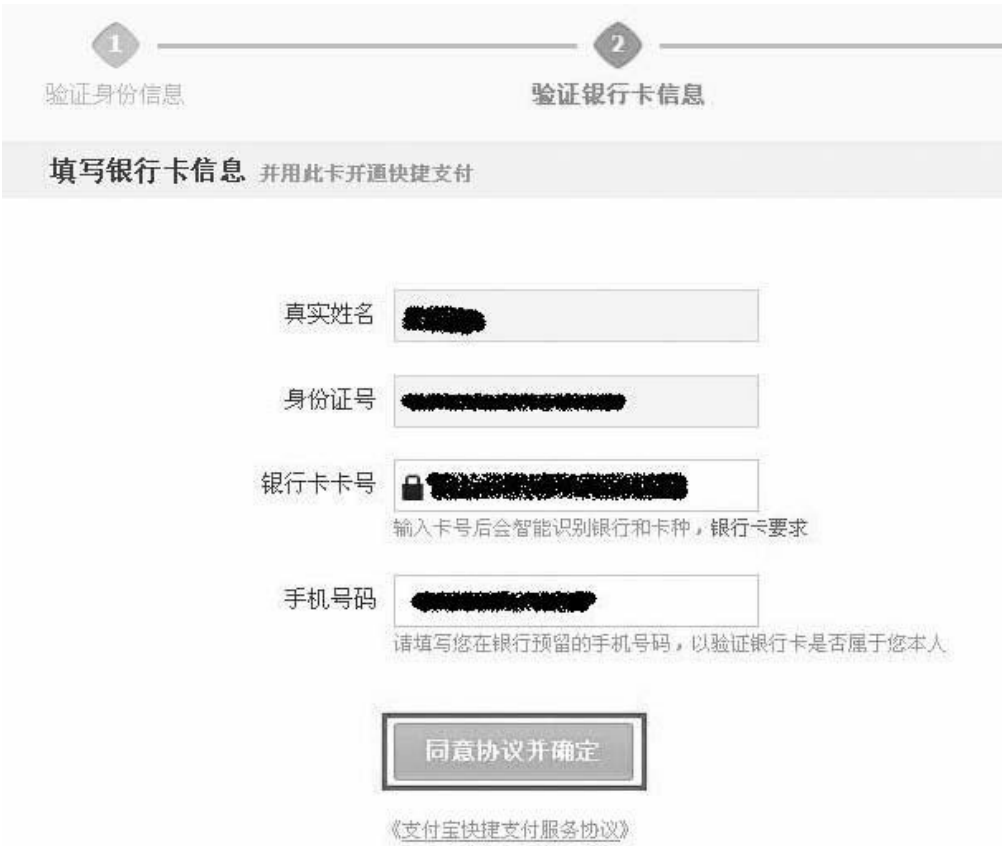 1
2
验证身份信息
验证银行卡信息
填写银行卡信息 并用此卡开通快捷支付
真实姓名
身份证号
银行卡卡号
输入卡号后会智能识别银行和卡种，银行卡要求
手机号码
请填写您在银行预留的手机号码，以验证银行卡是否属于您本人
同意协议并确定
《支付宝快捷支付服务协议》